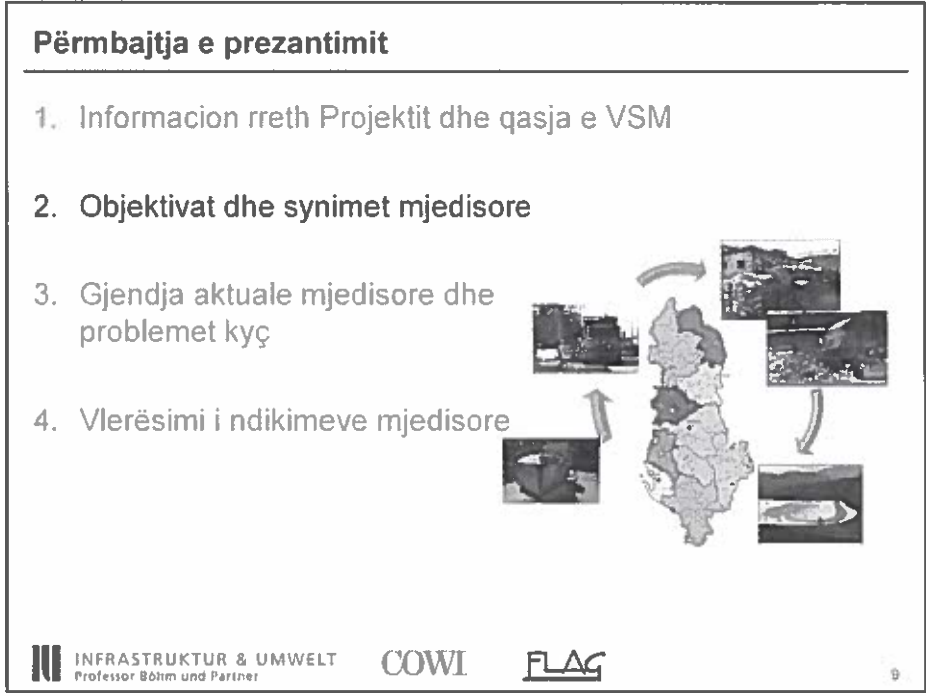 Përmbajtja e prezantimit
1. Informacion rreth Projektit dhe qasja e VSM
2. Objektivat dhe synimet mjedisore
3. Gjendja aktuale mjedisore dhe
problemet kyç
4. Vlerësimi i ndikimeve mjedisore
INFRASTRUKTUR & UMWELT
Professor Böhm und Partner
COWI
FLAG
9